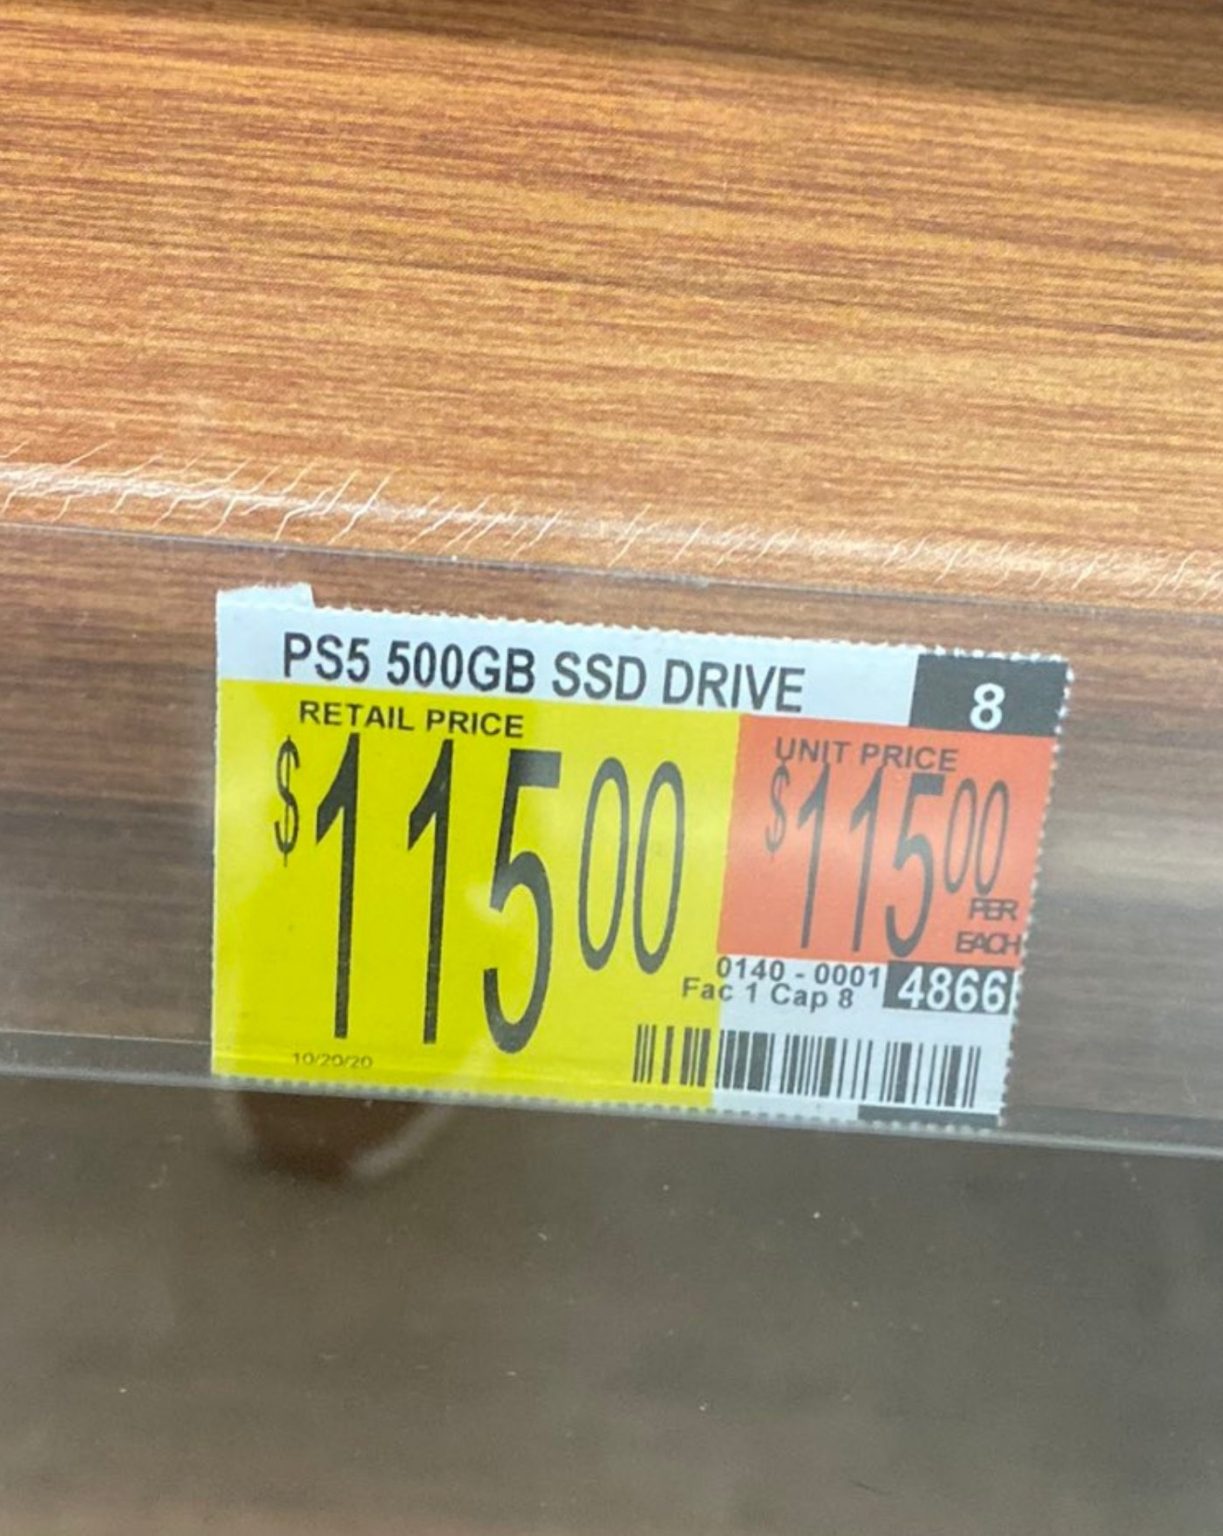 PS5 500GB SSD DRIVE
8
RETAIL PRICE
$115 00
UNIT PRICE
$115 00
PER
EACH
0140 - 0001
4866
Fac 1 Cap 8
10/20/20